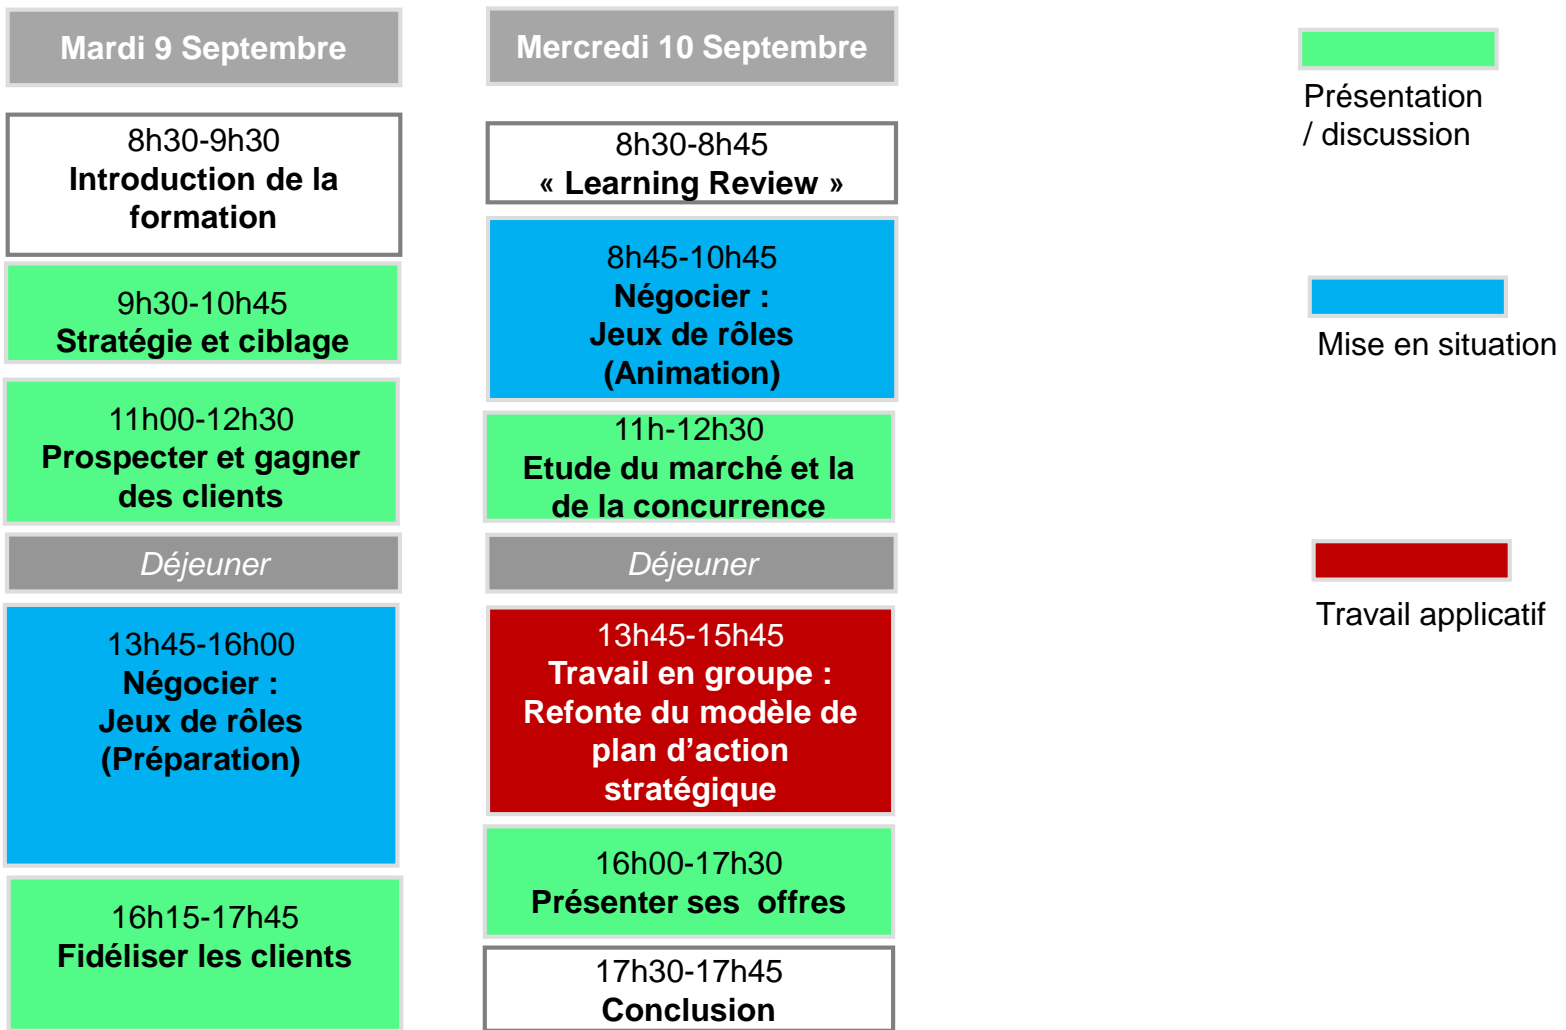 Mardi 9 Septembre
8h30-9h30
Introduction de la
formation
9h30-10h45
Stratégie et ciblage
11h00-12h30
Prospecter et gagner
des clients
Déjeuner
13h45-16h00
Négocier :
Jeux de rôles
(Préparation)
16h15-17h45
Fidéliser les clients
Mercredi 10 Septembre
8h30-8h45
« Learning Review »
8h45-10h45
Négocier :
Jeux de rôles
(Animation)
11h-12h30
Etude du marché et la
de la concurrence
Déjeuner
13h45-15h45
Travail en groupe :
Refonte du modèle de
plan d’action
stratégique
16h00-17h30
Présenter ses  offres
17h30-17h45
Conclusion
Présentation
/ discussion
Mise en situation
Travail applicatif